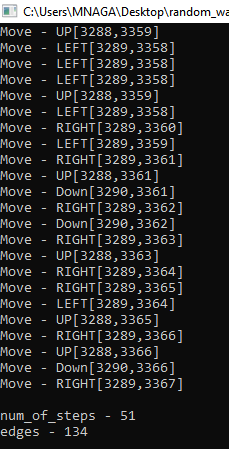 C:\Users\MNAGA\Desktop\random_wa
Move - UP[3288,3359]
Move - LEFT[3289,3358]
Move - LEFT[3289,3358]
Move - LEFT[3289,3358]
Move - UP[3288,3359]
Move - LEFT[3289,3358]
Move - RIGHT[3289,3360]
Move - LEFT[3289,3359]
Move - RIGHT[3289,3361]
Move - UP[3288,3361]
Move - Down[3290,3361]
Move - RIGHT[3289,3362]
Move - Down[3290,3362]
Move - RIGHT[3289,3363]
Move - UP[3288,3363]
Move - RIGHT[3289,3364]
Move - RIGHT[3289,3365]
Move - LEFT[3289,3364]
Move - UP[3288,3365]
Move - RIGHT[3289,3366]
Move - UP[3288,3366]
Move - Down[3290,3366]
Move - RIGHT[3289,3367]
num_of_steps - 51
edges - 134